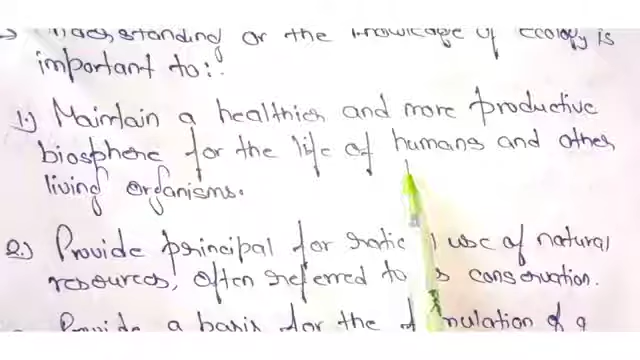 understanding or the knowledge of Ecology is
important to:-
1.) Maintain a healthier and more productive
biosphere for the life of humans and other
living organisms.
2.) Provide principal for use of natural
resources, often referred to as conservation.
Provide a basis for the of a